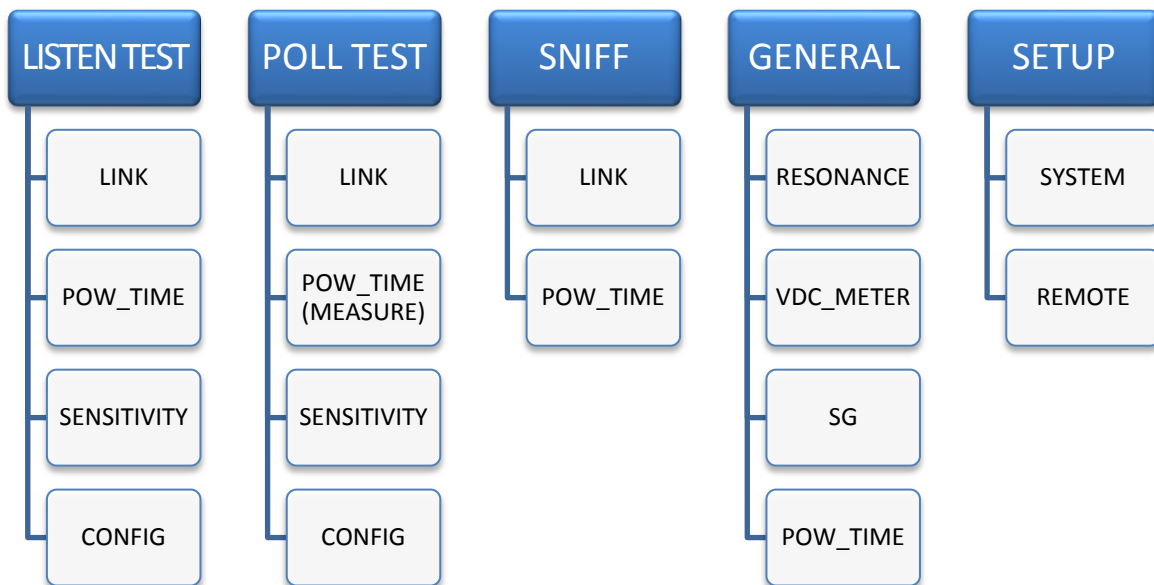 LISTEN TEST
LINK
POW_TIME
SENSITIVITY
CONFIG
POLL TEST
LINK
POW_TIME
(MEASURE)
SENSITIVITY
CONFIG
SNIFF
LINK
POW_TIME
GENERAL
RESONANCE
VDC_METER
SG
POW_TIME
SETUP
SYSTEM
REMOTE